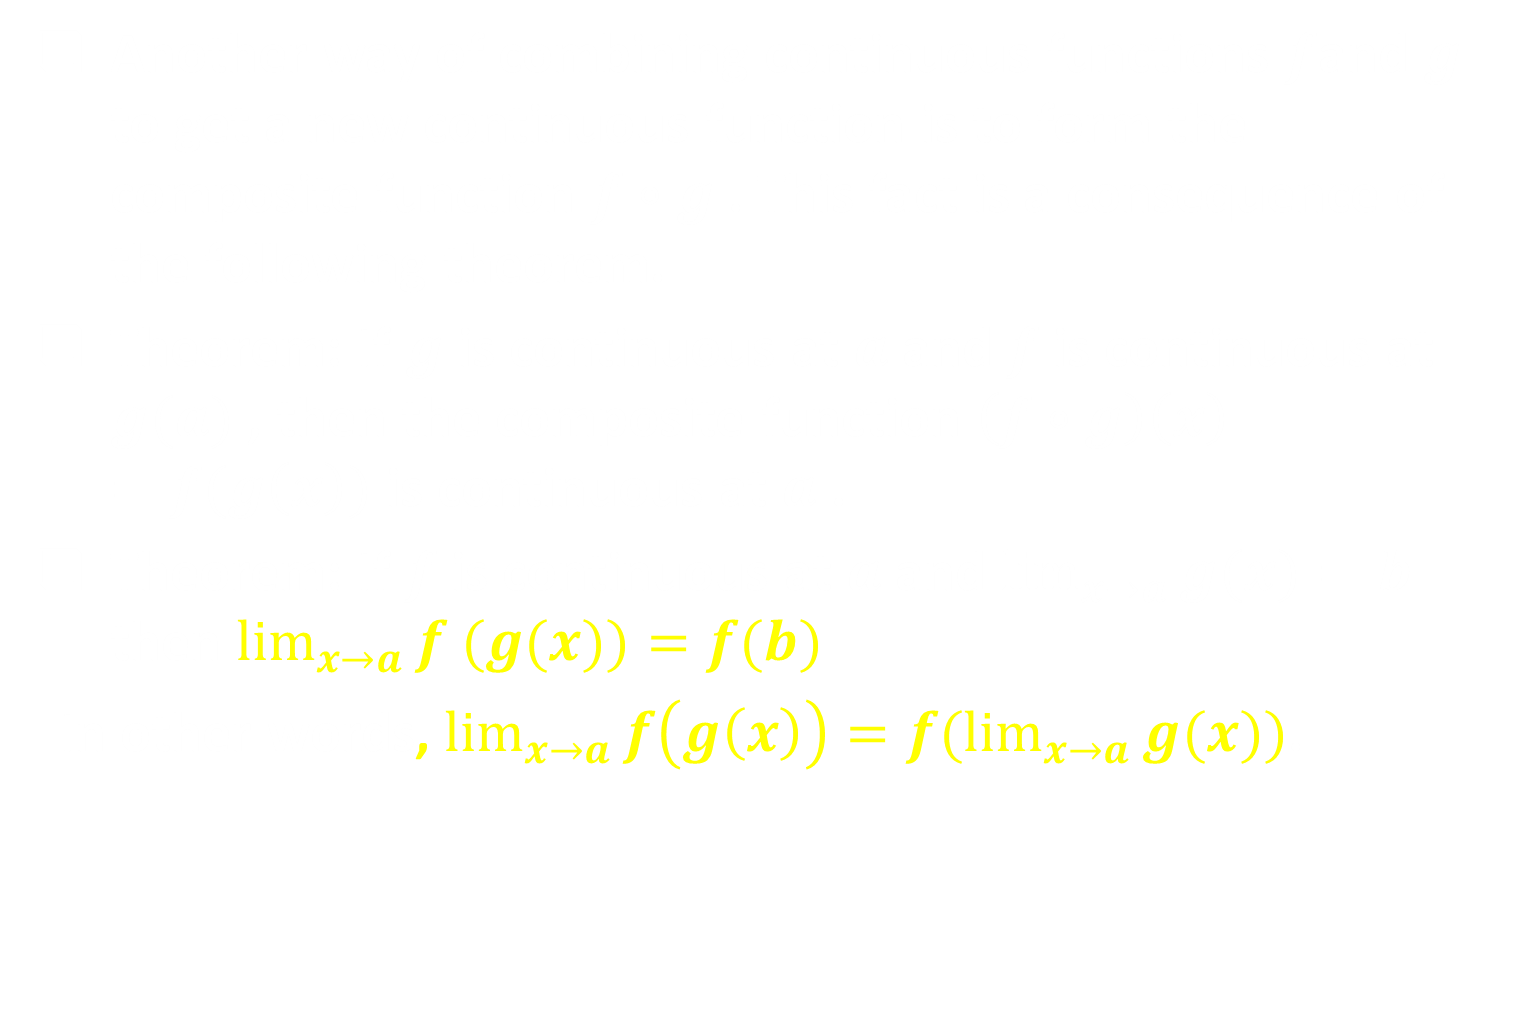 lim_{x→a} f (g(x)) = f(b)
, lim_{x→a} f(g(x)) = f(lim_{x→a} g(x))